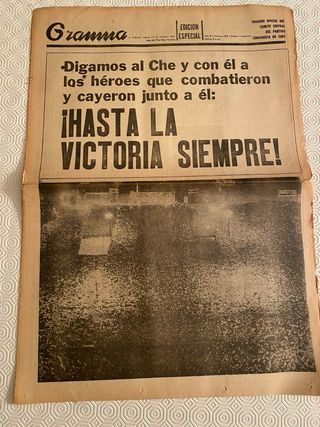 Granma
EDICION
ESPECIAL
ORGANO OFICIAL DEL
COMITE CENTRAL
DEL PARTIDO
COMUNISTA DE CUBA
Digamos al Che y con él a
los héroes que combatieron
y cayeron junto a él:
¡HASTA LA
VICTORIA SIEMPRE!